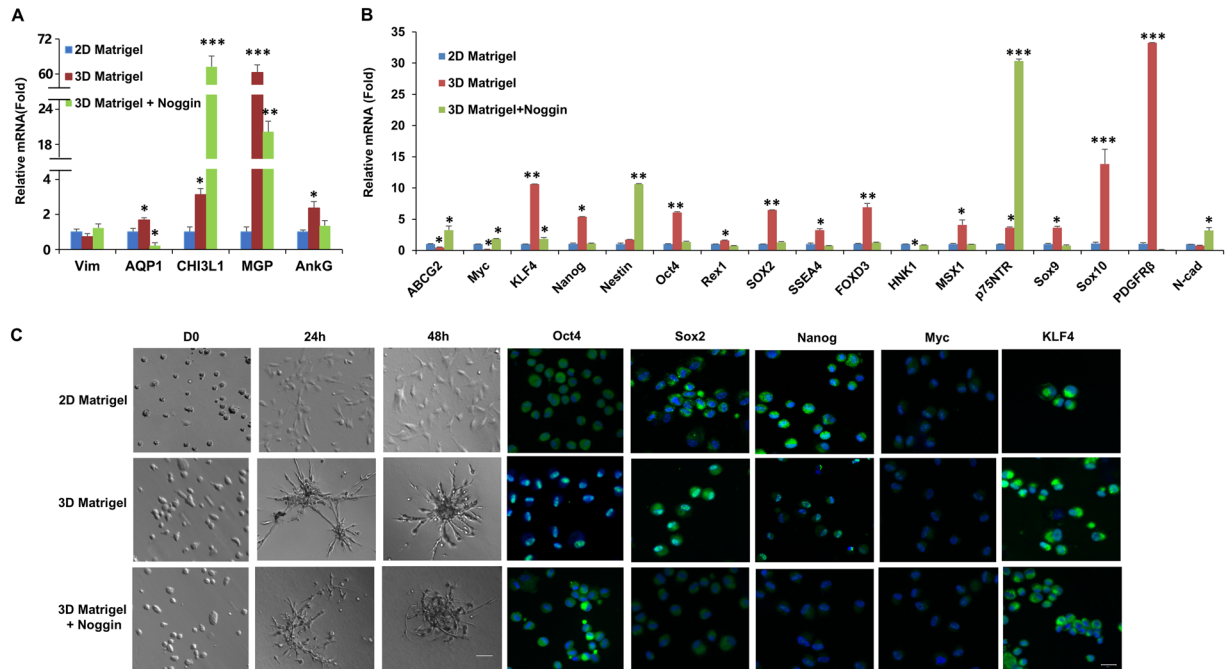 A
Relative mRNA(Fold)
72
60
24
18
4
2
0
2D Matrigel
3D Matrigel
3D Matrigel + Noggin
***
***
**
*
*
*
*
Vim
AQP1
CHI3L1
MGP
AnkG
B
Relative mRNA (Fold)
35
30
25
20
15
10
5
0
2D Matrigel
3D Matrigel
3D Matrigel+Noggin
*
*
*
*
**
*
*
**
**
*
**
*
**
*
*
*
***
*
***
***
*
ABCG2
Myc
KLF4
Nanog
Nestin
Oct4
Rex1
SOX2
SSEA4
FOXD3
HNK1
MSX1
p75NTR
Sox9
Sox10
PDGFRβ
N-cad
C
D0
24h
48h
Oct4
Sox2
Nanog
Myc
KLF4
2D Matrigel
3D Matrigel
3D Matrigel
+ Noggin